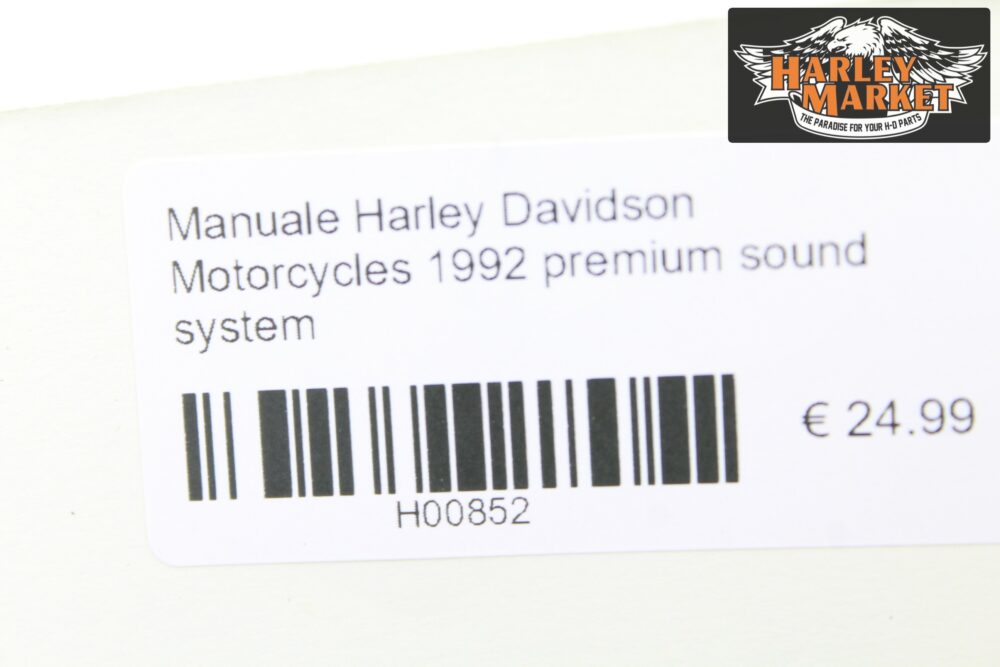 HARLEY
MARKET
THE PARADISE FOR YOUR H-D PARTS
Manuale Harley Davidson
Motorcycles 1992 premium sound
system
€ 24.99
H00852